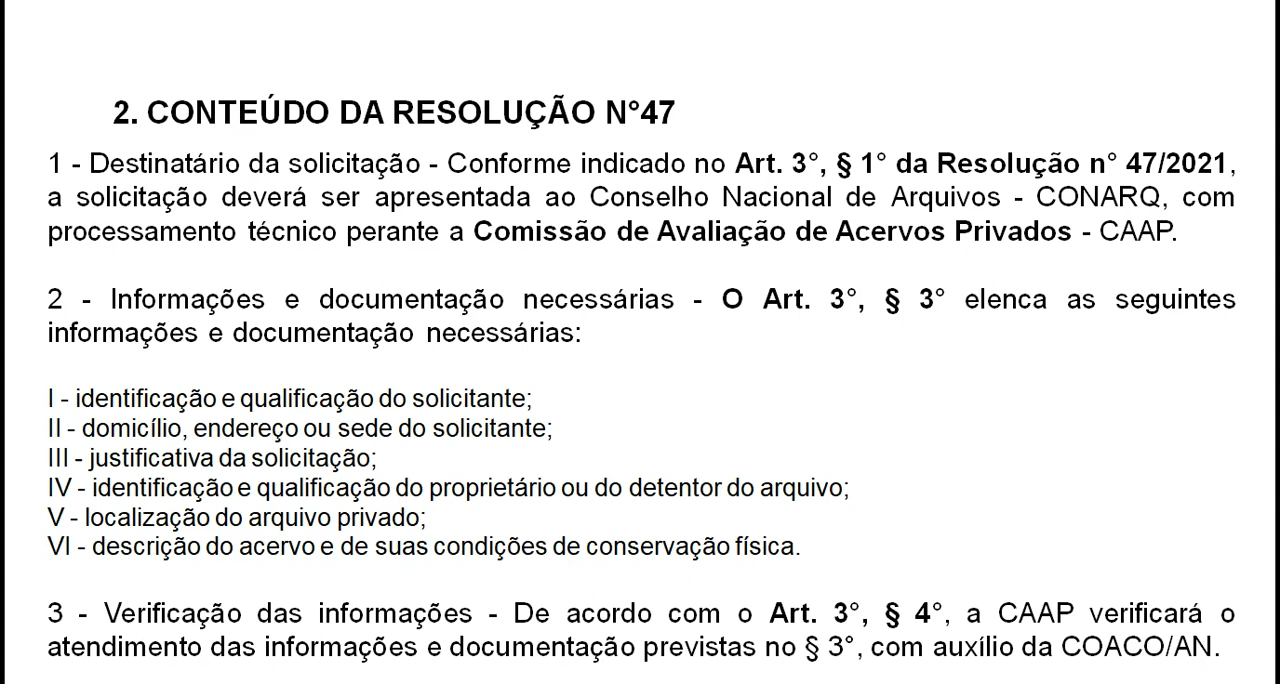 2. CONTEÚDO DA RESOLUÇÃO N°47
1 - Destinatário da solicitação - Conforme indicado no Art. 3°, § 1° da Resolução n° 47/2021,
a solicitação deverá ser apresentada ao Conselho Nacional de Arquivos - CONARQ, com
processamento técnico perante a Comissão de Avaliação de Acervos Privados - CAAP.
2 - Informações e documentação necessárias - O Art. 3°, § 3° elenca as seguintes
informações e documentação necessárias:
I - identificação e qualificação do solicitante;
II - domicílio, endereço ou sede do solicitante;
III - justificativa da solicitação;
IV - identificação e qualificação do proprietário ou do detentor do arquivo;
V - localização do arquivo privado;
VI - descrição do acervo e de suas condições de conservação física.
3 - Verificação das informações - De acordo com o Art. 3°, § 4°, a CAAP verificará o
atendimento das informações e documentação previstas no § 3°, com auxílio da COACO/AN.